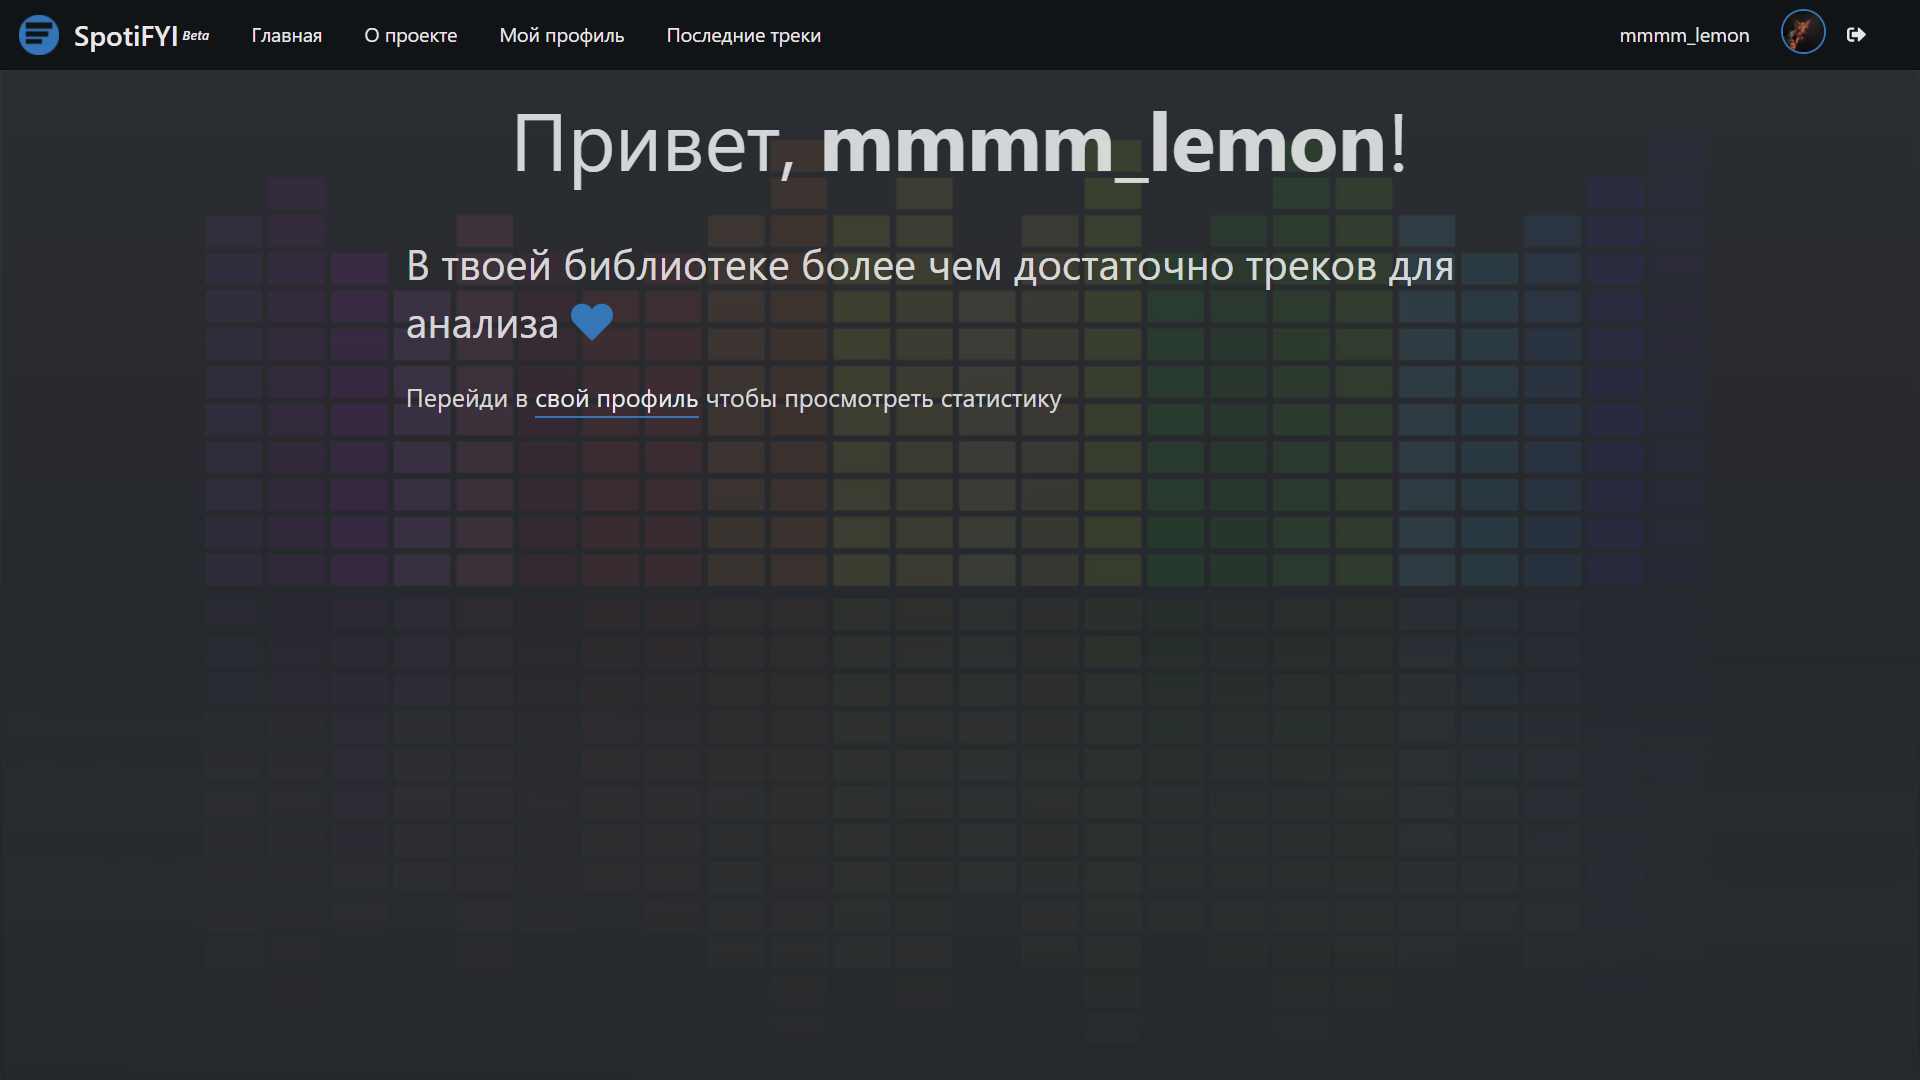 SpotiFYI Beta Главная О проекте Мой профиль Последние треки mmmm_lemon
Привет, mmmm_lemon!
В твоей библиотеке более чем достаточно треков для
анализа
Перейди в свой профиль чтобы просмотреть статистику